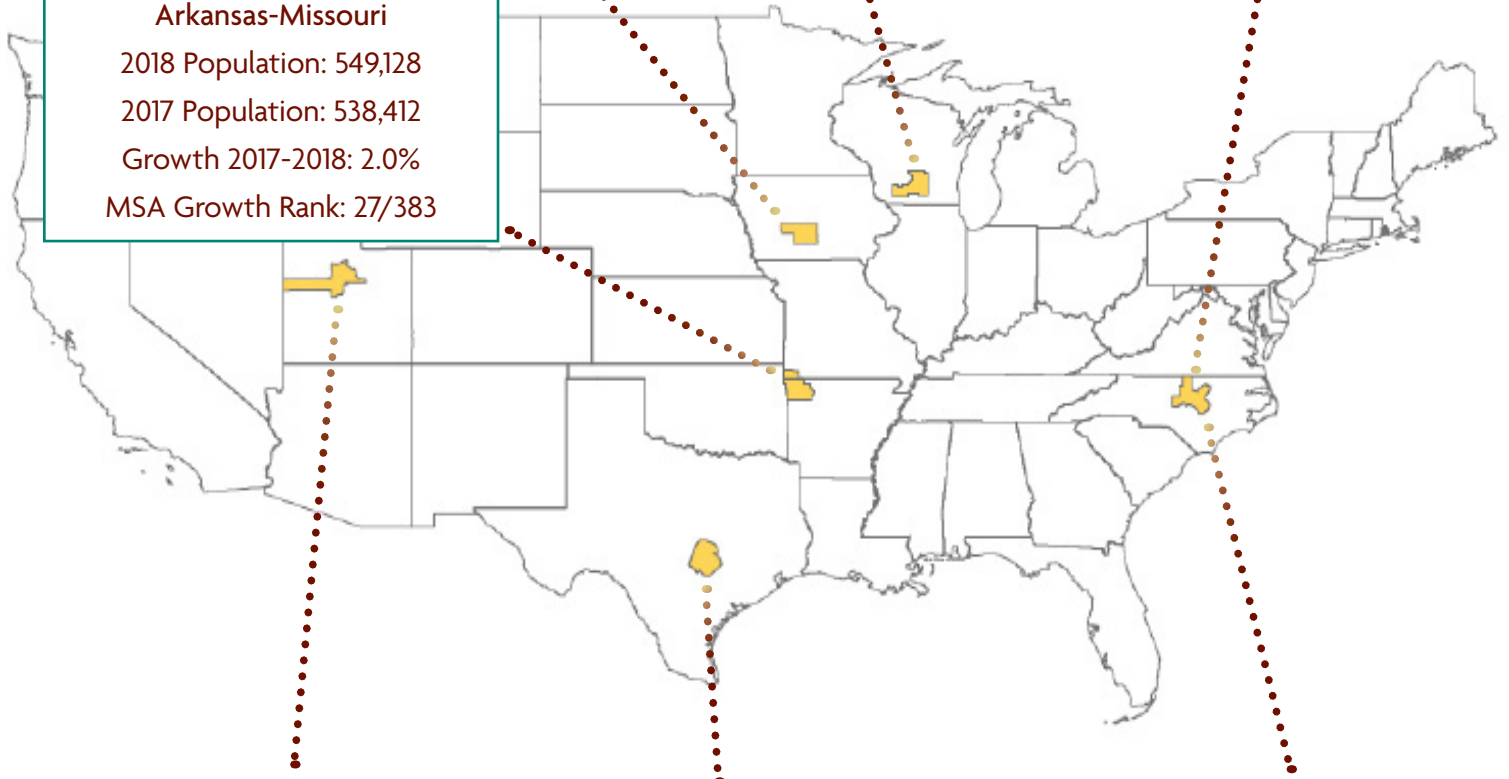 Arkansas-Missouri
2018 Population: 549,128
2017 Population: 538,412
Growth 2017-2018: 2.0%
MSA Growth Rank: 27/383